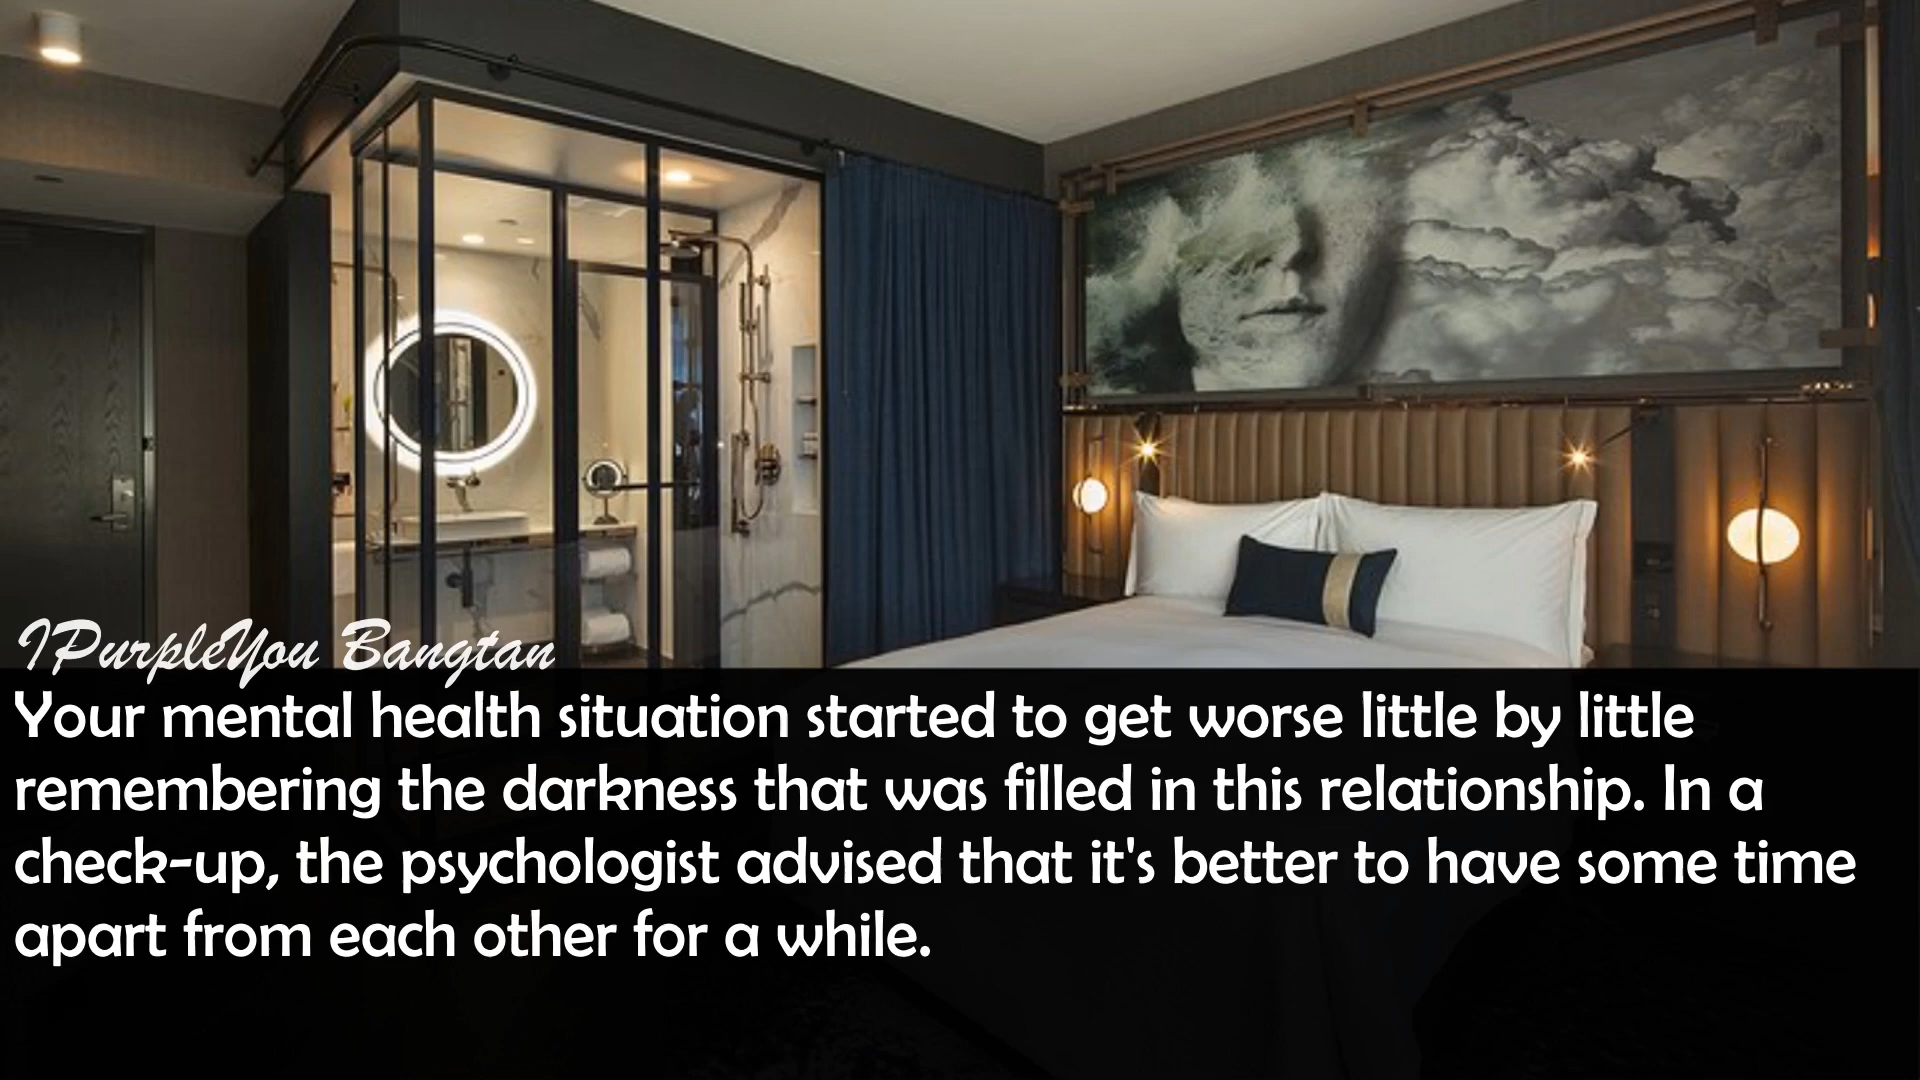 IPurpleYou Bangtan
Your mental health situation started to get worse little by little
remembering the darkness that was filled in this relationship. In a
check-up, the psychologist advised that it's better to have some time
apart from each other for a while.